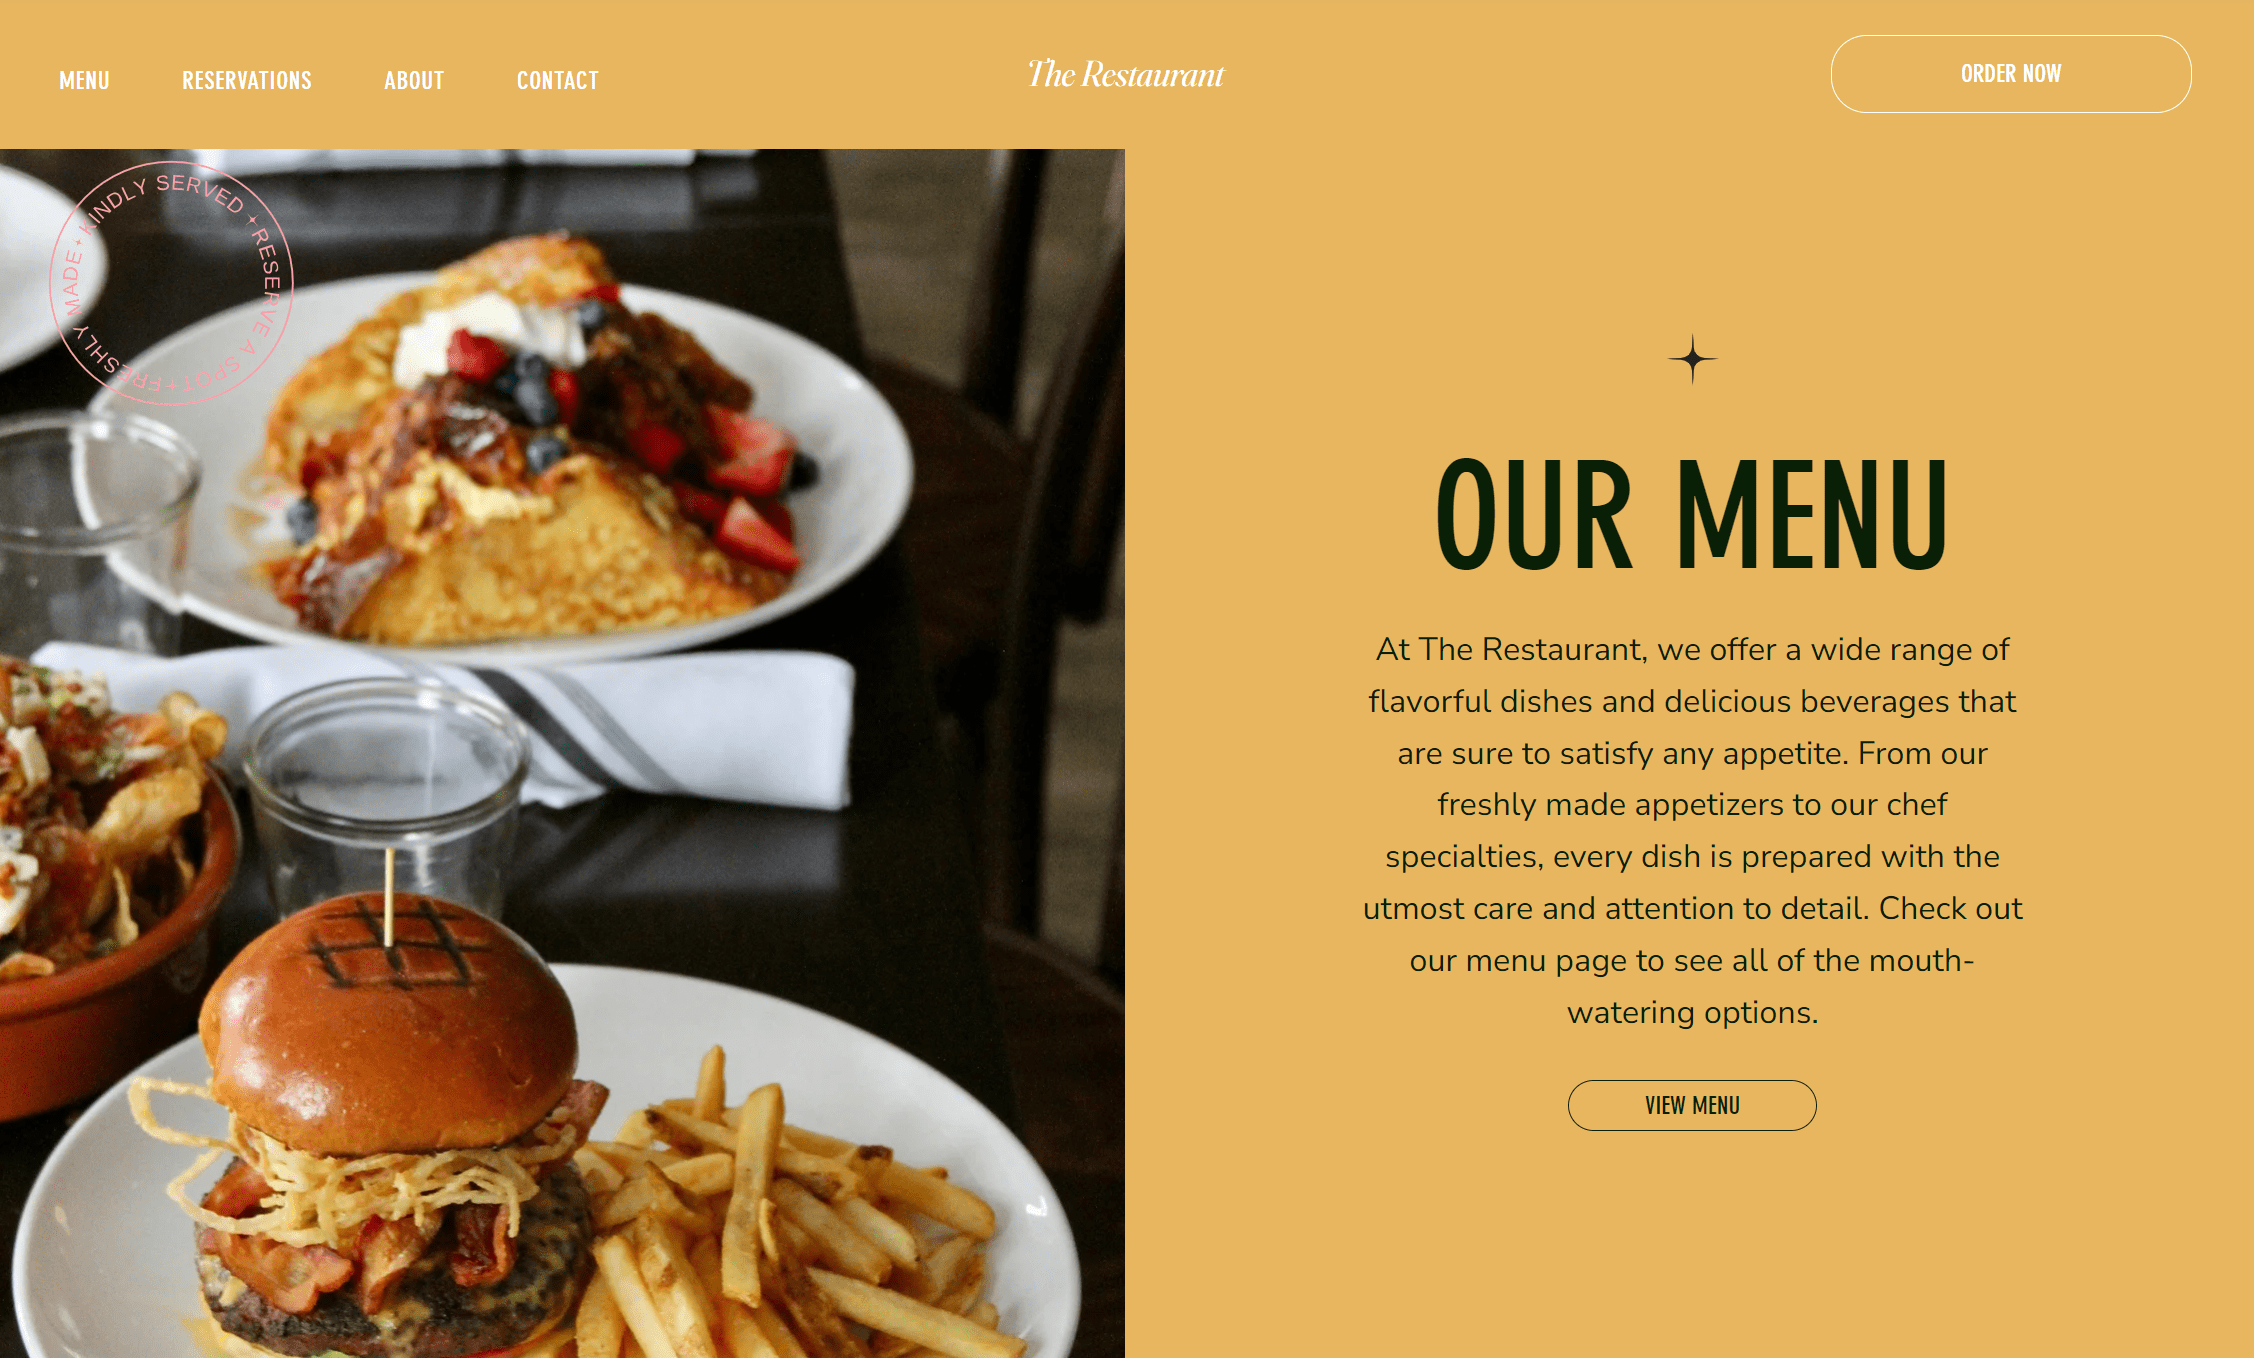 MENU
RESERVATIONS
ABOUT
CONTACT
The Restaurant
ORDER NOW
KINDLY SERVED
RESERVE A SPOT
FRESHLY MADE
OUR MENU
At The Restaurant, we offer a wide range of
flavorful dishes and delicious beverages that
are sure to satisfy any appetite. From our
freshly made appetizers to our chef
specialties, every dish is prepared with the
utmost care and attention to detail. Check out
our menu page to see all of the mouth-
watering options.
VIEW MENU